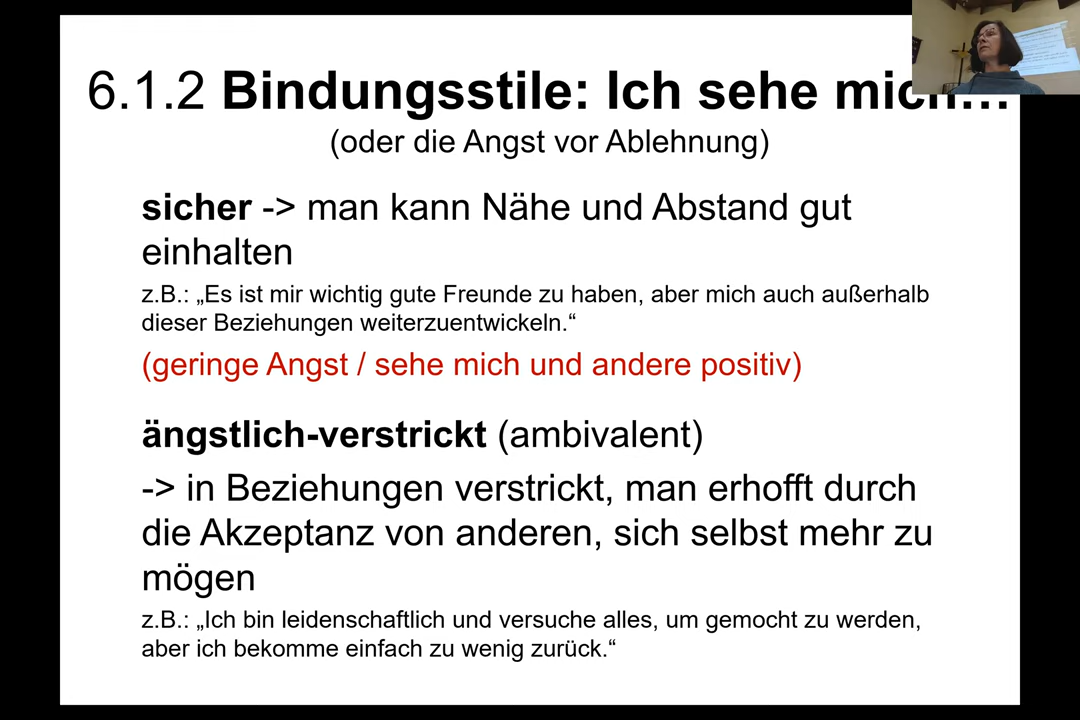 6.1.2 Bindungsstile: Ich sehe mich…
(oder die Angst vor Ablehnung)
sicher -> man kann Nähe und Abstand gut
einhalten
z.B.: „Es ist mir wichtig gute Freunde zu haben, aber mich auch außerhalb
dieser Beziehungen weiterzuentwickeln.“
(geringe Angst / sehe mich und andere positiv)
ängstlich-verstrickt (ambivalent)
-> in Beziehungen verstrickt, man erhofft durch
die Akzeptanz von anderen, sich selbst mehr zu
mögen
z.B.: „Ich bin leidenschaftlich und versuche alles, um gemocht zu werden,
aber ich bekomme einfach zu wenig zurück.“